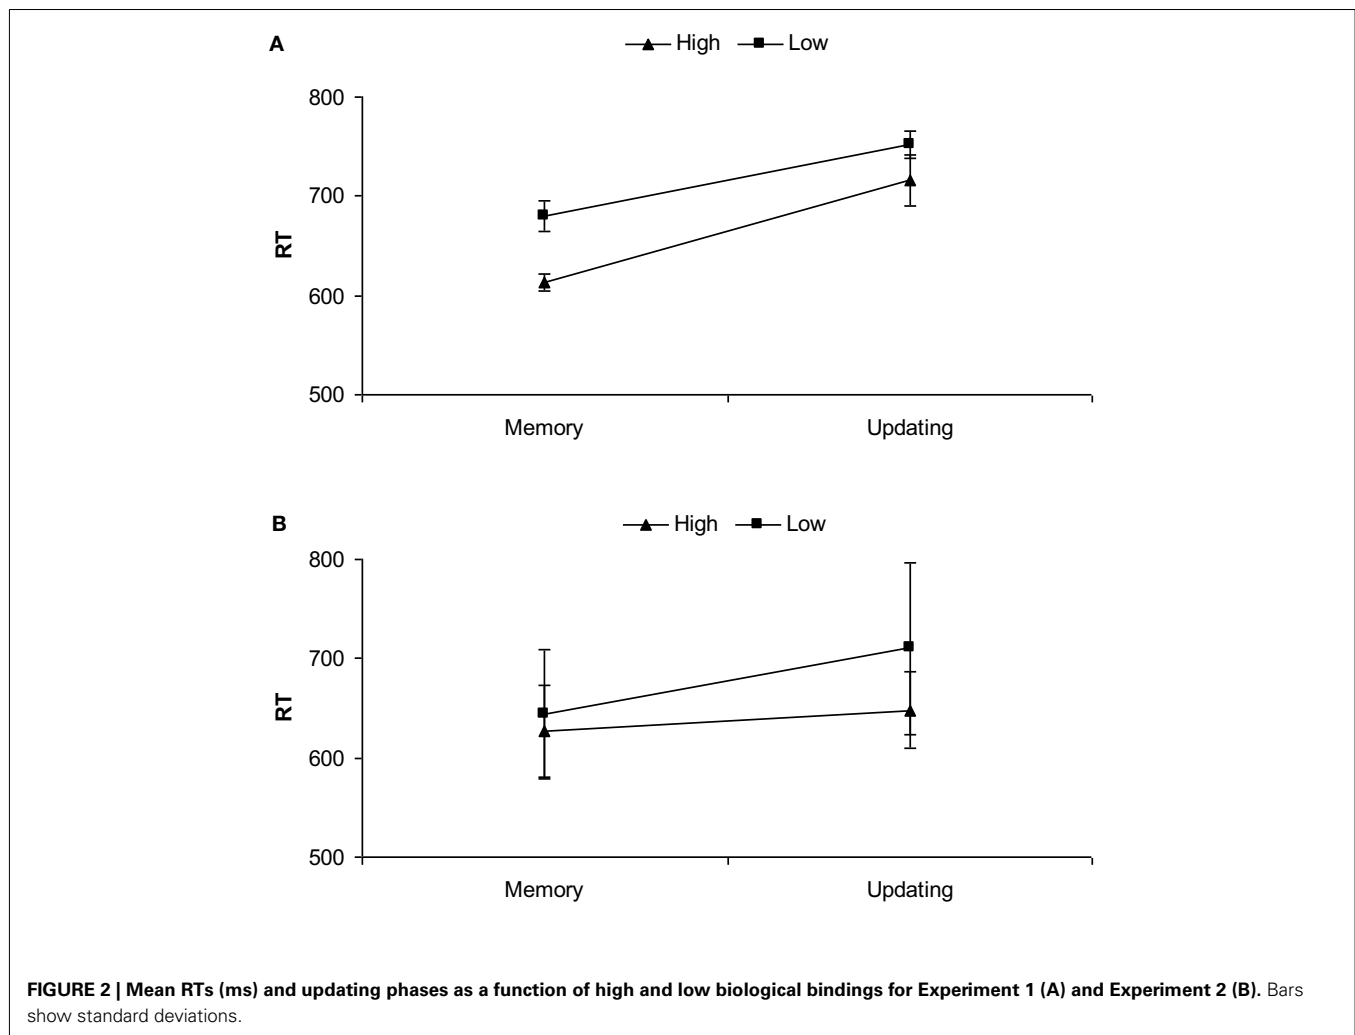 A
High Low
800
700
600
500
RT
Memory Updating
B
High Low
800
700
600
500
RT
Memory Updating
FIGURE 2 | Mean RTs (ms) and updating phases as a function of high and low biological bindings for Experiment 1 (A) and Experiment 2 (B). Bars
show standard deviations.